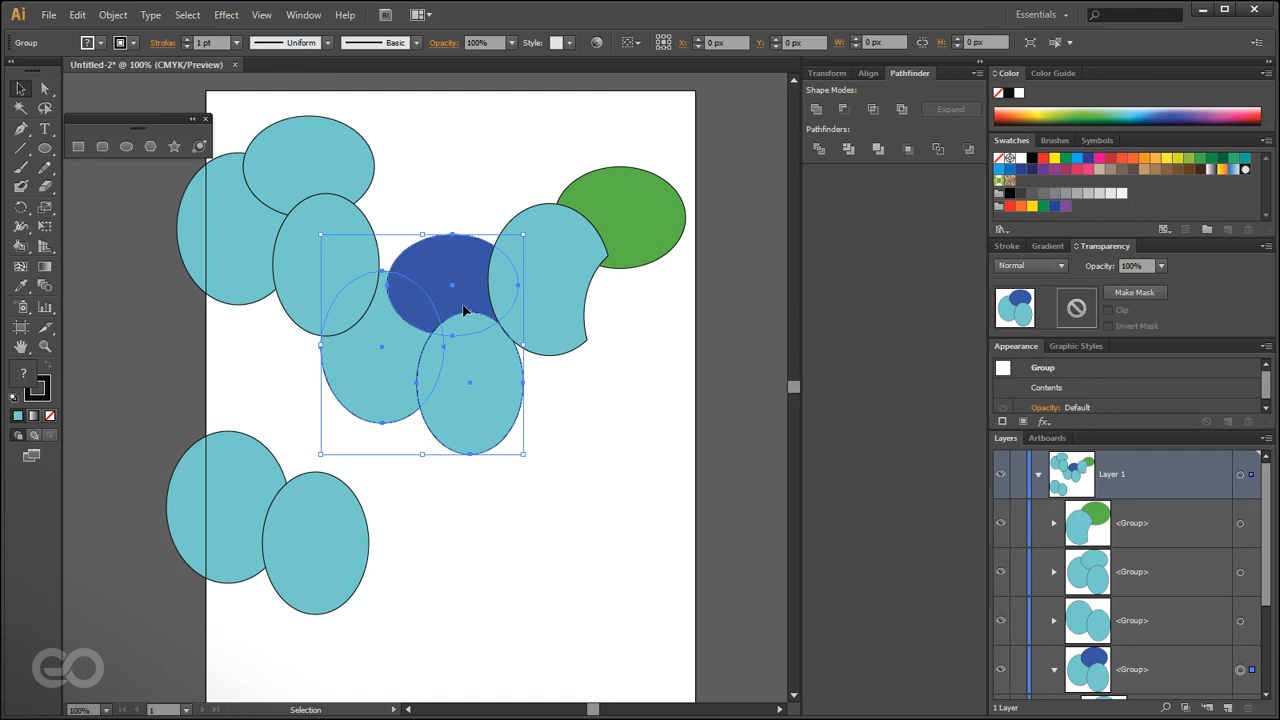 Ai File Edit Object Type Select Effect View Window Help Br Essentials
Group ? Stroke: 1 pt Uniform Basic Opacity: 100% Style: X: 0 px Y: 0 px W: 0 px H: 0 px
Untitled-2* @ 100% (CMYK/Preview) ×
Transform Align Pathfinder
Shape Modes:
Expand
Pathfinders:
Color Color Guide
Swatches Brushes Symbols
Stroke Gradient Transparency
Normal Opacity: 100%
Make Mask
Clip
Invert Mask
Appearance Graphic Styles
Group
Contents
Opacity: Default
fx
Layers Artboards
Layer 1
<Group>
<Group>
<Group>
<Group>
1 Layer
T
?
eo
100% 1 Selection